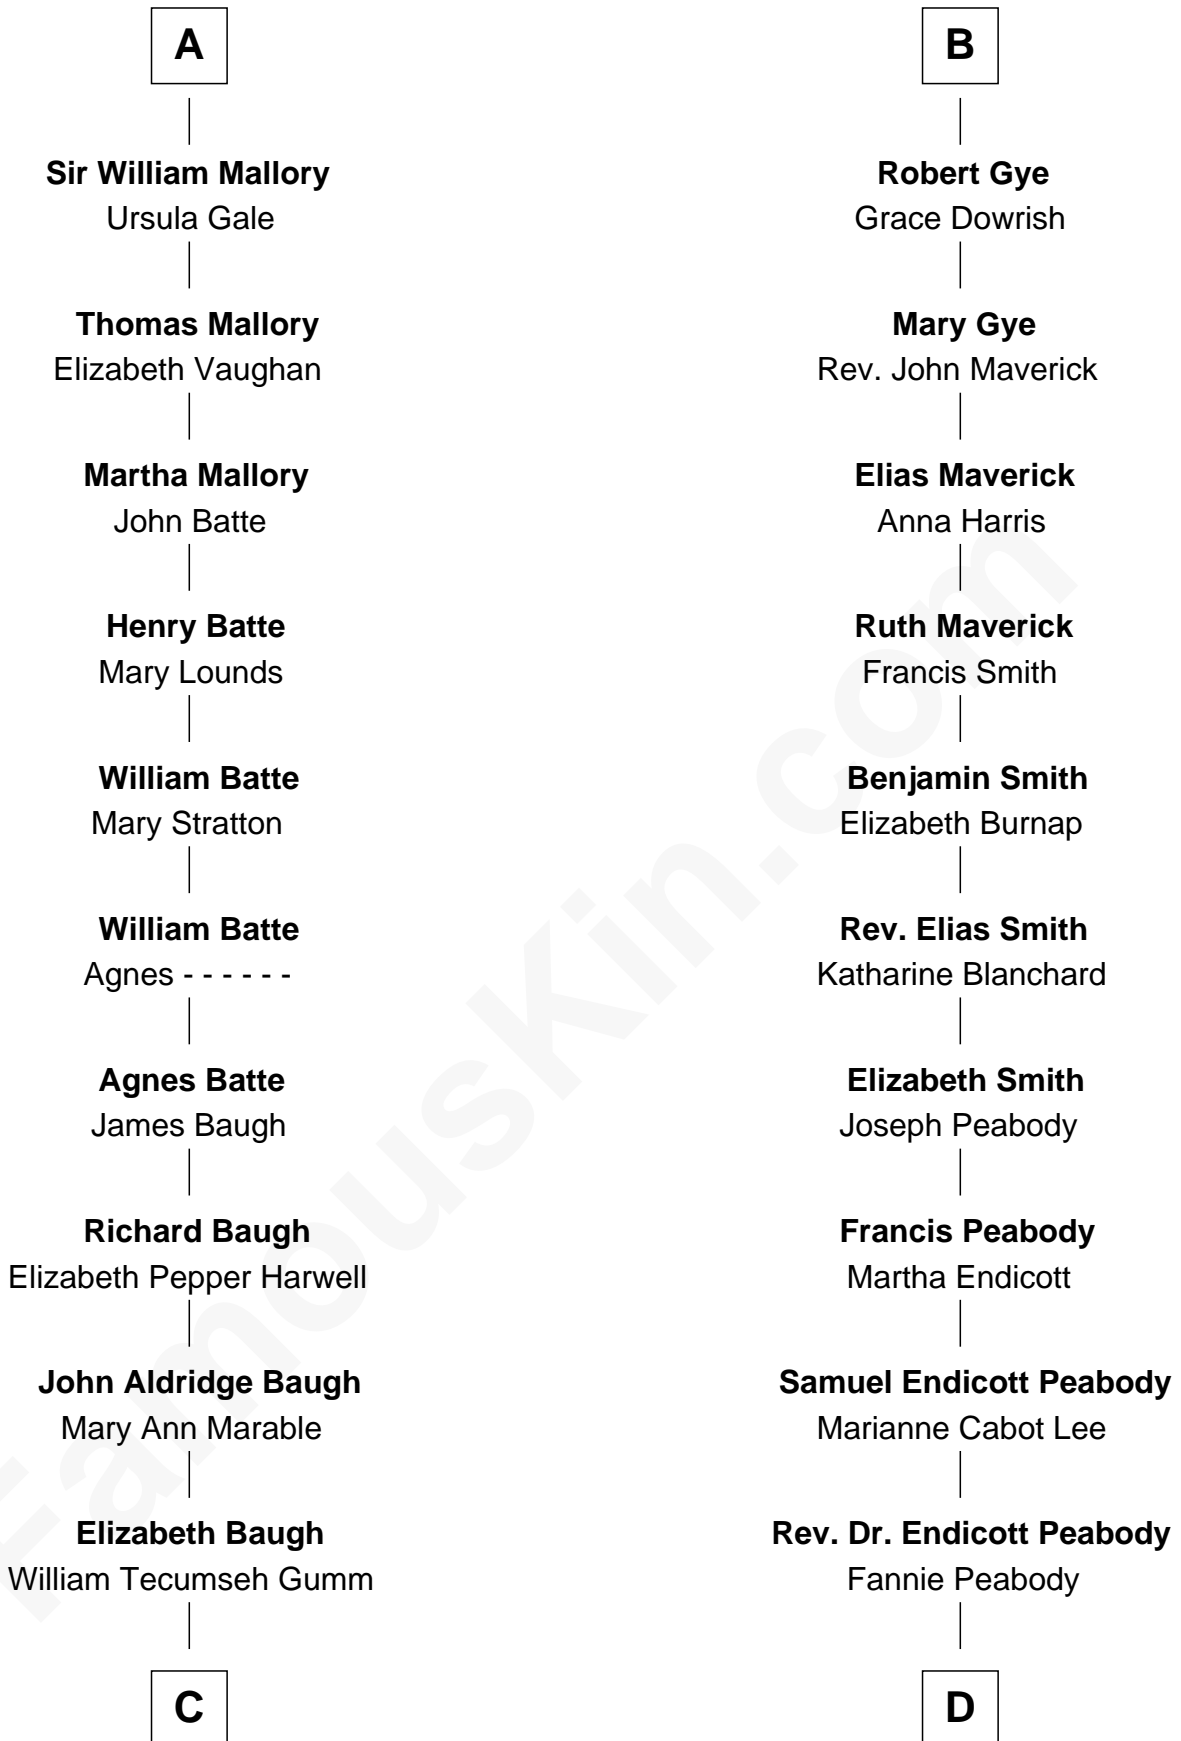 A
Sir William Mallory
Ursula Gale
Thomas Mallory
Elizabeth Vaughan
Martha Mallory
John Batte
Henry Batte
Mary Lounds
William Batte
Mary Stratton
William Batte
Agnes - - - - - -
Agnes Batte
James Baugh
Richard Baugh
Elizabeth Pepper Harwell
John Aldridge Baugh
Mary Ann Marable
Elizabeth Baugh
William Tecumseh Gumm
C
B
Robert Gye
Grace Dowrish
Mary Gye
Rev. John Maverick
Elias Maverick
Anna Harris
Ruth Maverick
Francis Smith
Benjamin Smith
Elizabeth Burnap
Rev. Elias Smith
Katharine Blanchard
Elizabeth Smith
Joseph Peabody
Francis Peabody
Martha Endicott
Samuel Endicott Peabody
Marianne Cabot Lee
Rev. Dr. Endicott Peabody
Fannie Peabody
D
FamousKin.com